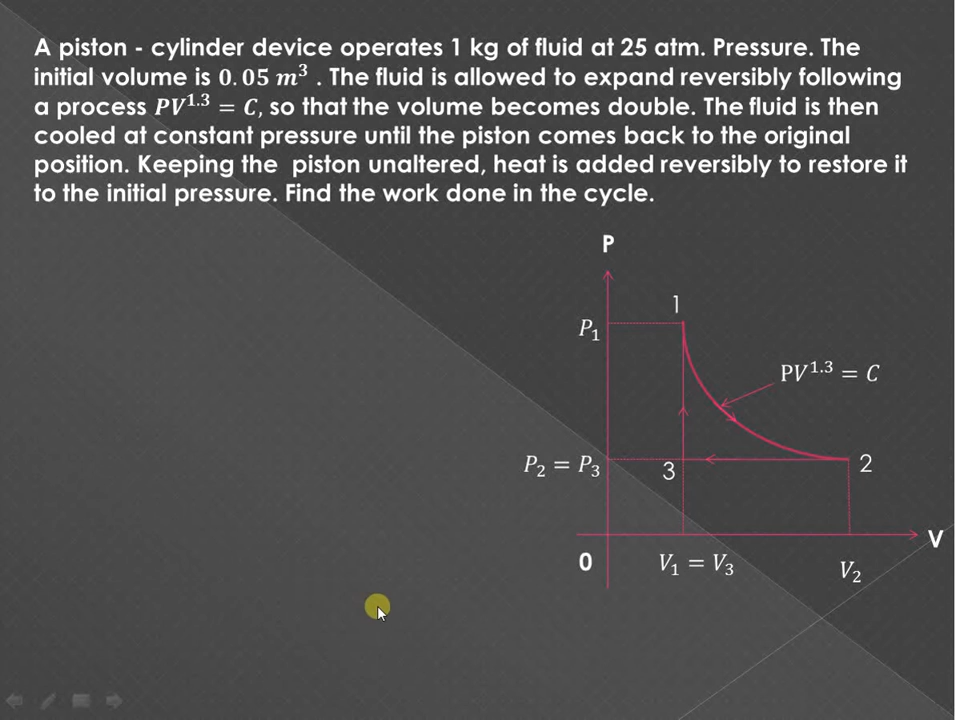 A piston - cylinder device operates 1 kg of fluid at 25 atm. Pressure. The
initial volume is 0.05 m³ . The fluid is allowed to expand reversibly following
a process PV^1.3 = C, so that the volume becomes double. The fluid is then
cooled at constant pressure until the piston comes back to the original
position. Keeping the piston unaltered, heat is added reversibly to restore it
to the initial pressure. Find the work done in the cycle.
P
1
P₁
PV^1.3 = C
P₂ = P₃
3
2
V
0
V₁ = V₃
V₂